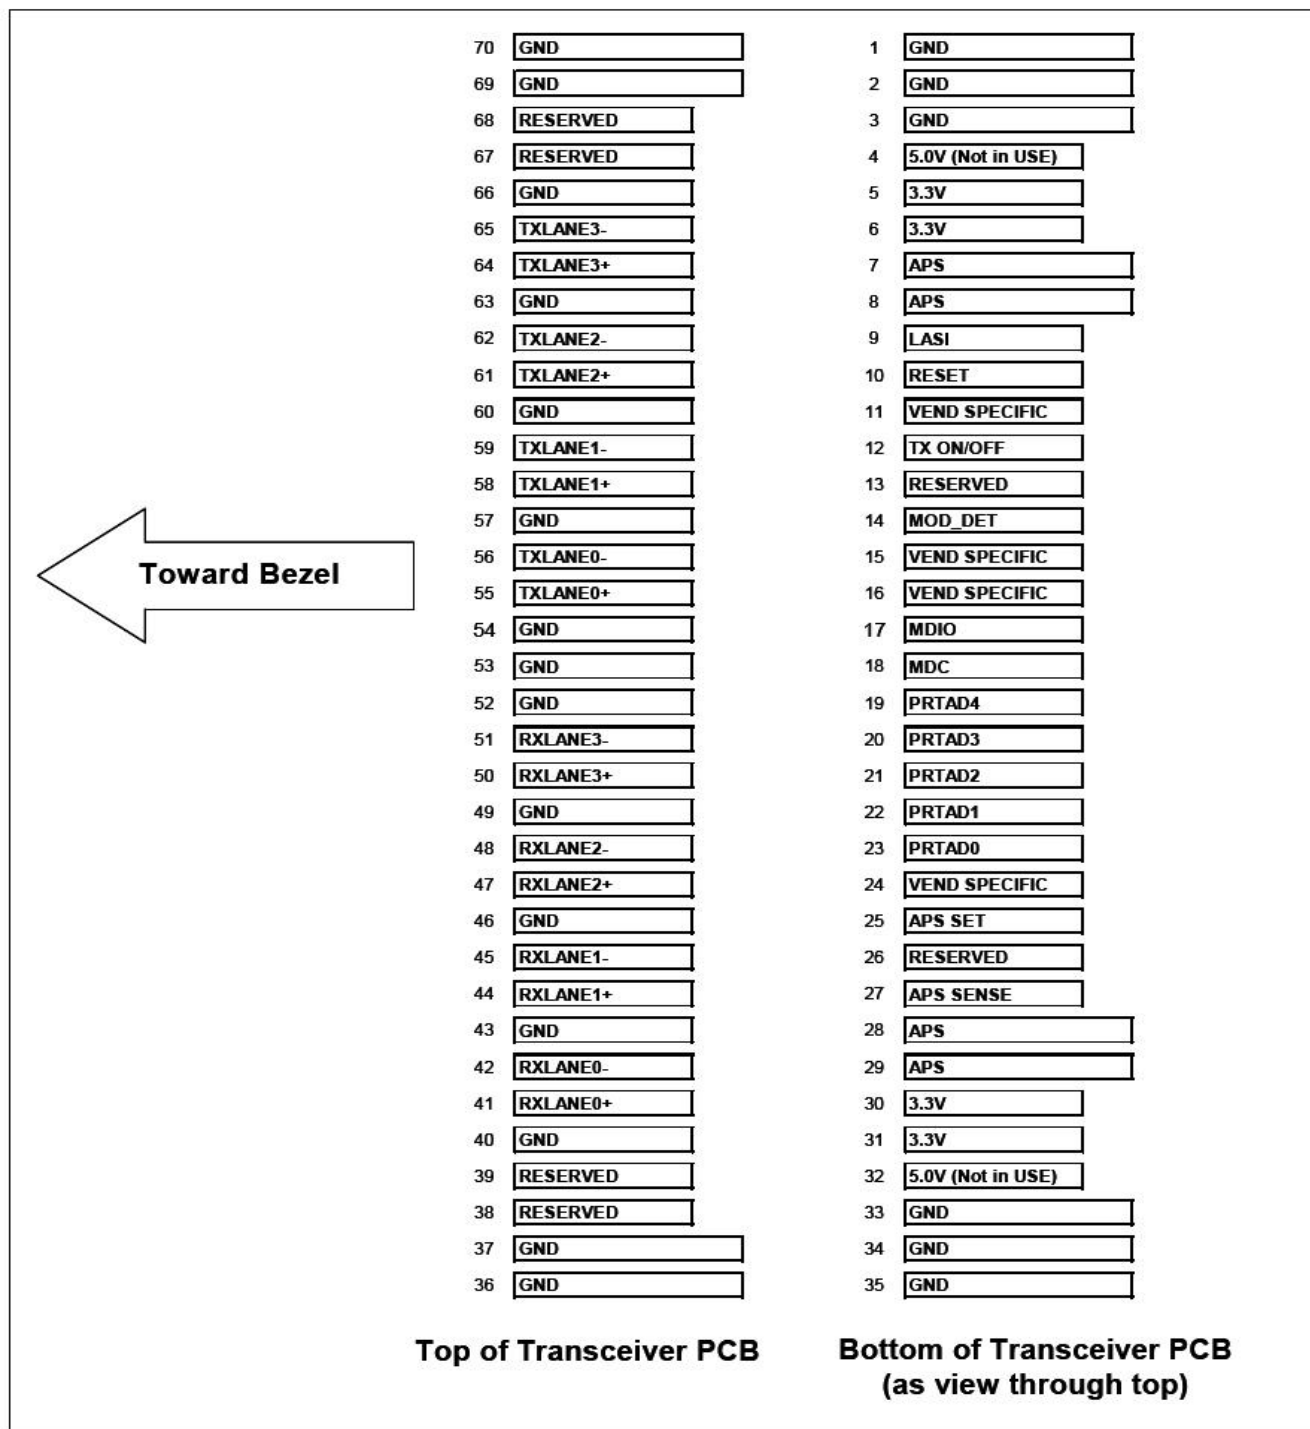 70 GND
69 GND
68 RESERVED
67 RESERVED
66 GND
65 TXLANE3-
64 TXLANE3+
63 GND
62 TXLANE2-
61 TXLANE2+
60 GND
59 TXLANE1-
58 TXLANE1+
57 GND
56 TXLANE0-
55 TXLANE0+
54 GND
53 GND
52 GND
51 RXLANE3-
50 RXLANE3+
49 GND
48 RXLANE2-
47 RXLANE2+
46 GND
45 RXLANE1-
44 RXLANE1+
43 GND
42 RXLANE0-
41 RXLANE0+
40 GND
39 RESERVED
38 RESERVED
37 GND
36 GND
Top of Transceiver PCB
1 GND
2 GND
3 GND
4 5.0V (Not in USE)
5 3.3V
6 3.3V
7 APS
8 APS
9 LASI
10 RESET
11 VEND SPECIFIC
12 TX ON/OFF
13 RESERVED
14 MOD_DET
15 VEND SPECIFIC
16 VEND SPECIFIC
17 MDIO
18 MDC
19 PRTAD4
20 PRTAD3
21 PRTAD2
22 PRTAD1
23 PRTAD0
24 VEND SPECIFIC
25 APS SET
26 RESERVED
27 APS SENSE
28 APS
29 APS
30 3.3V
31 3.3V
32 5.0V (Not in USE)
33 GND
34 GND
35 GND
Bottom of Transceiver PCB
(as view through top)
Toward Bezel